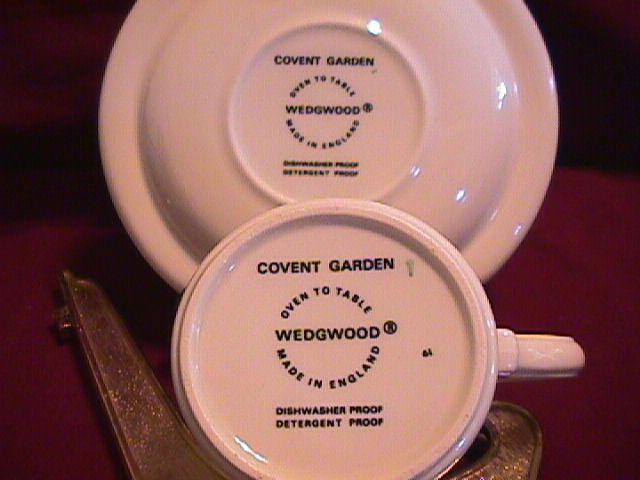 COVENT GARDEN
OVEN TO TABLE
WEDGWOOD®
MADE IN ENGLAND
DISHWASHER PROOF
DETERGENT PROOF
COVENT GARDEN
OVEN TO TABLE
WEDGWOOD®
MADE IN ENGLAND
DISHWASHER PROOF
DETERGENT PROOF